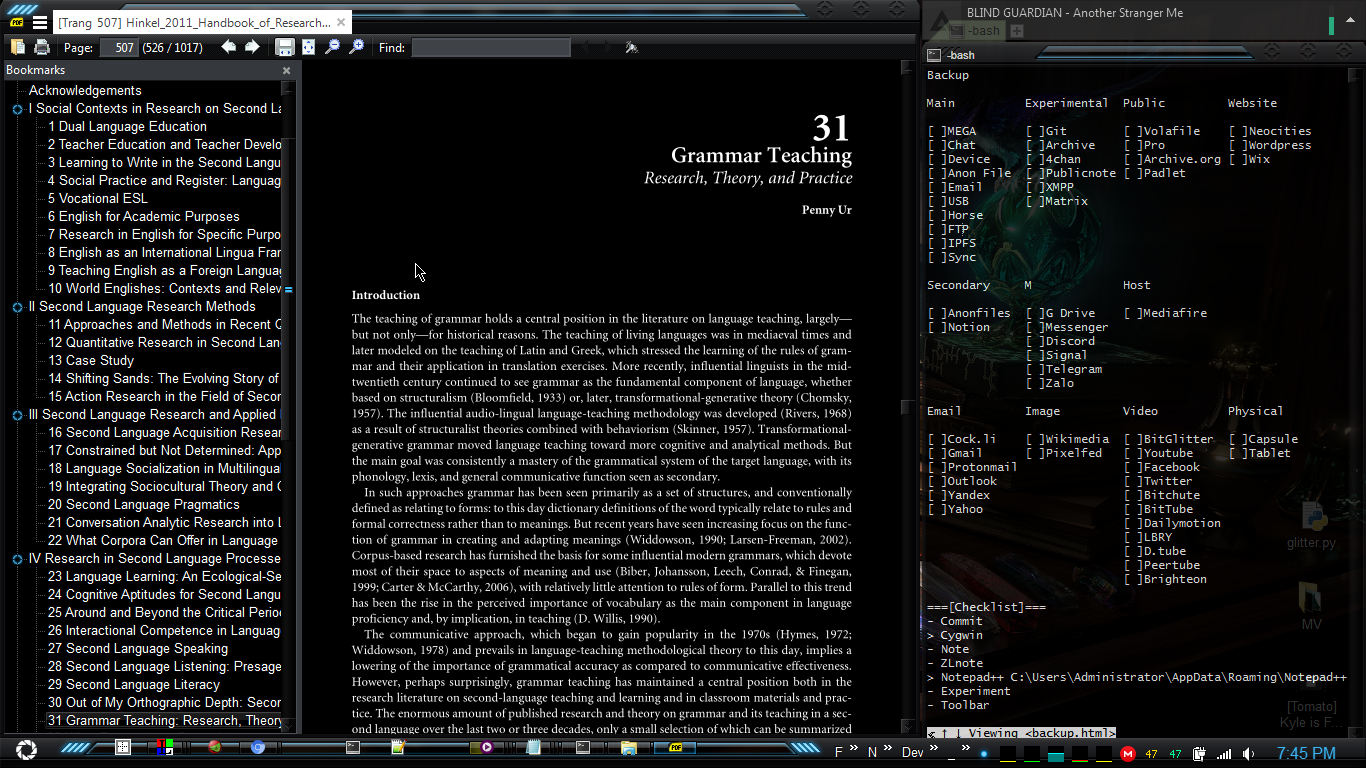 [Trang 507] Hinkel_2011_Handbook_of_Research...
Page: 507 (526 / 1017) Find:
Bookmarks
Acknowledgements
I Social Contexts in Research on Second La
1 Dual Language Education
2 Teacher Education and Teacher Develo
3 Learning to Write in the Second Langu
4 Social Practice and Register: Languag
5 Vocational ESL
6 English for Academic Purposes
7 Research in English for Specific Purpo
8 English as an International Lingua Fran
9 Teaching English as a Foreign Languag
10 World Englishes: Contexts and Relev
II Second Language Research Methods
11 Approaches and Methods in Recent Q
12 Quantitative Research in Second Lan
13 Case Study
14 Shifting Sands: The Evolving Story of
15 Action Research in the Field of Secor
III Second Language Research and Applied
16 Second Language Acquisition Resear
17 Constrained but Not Determined: App
18 Language Socialization in Multilingual
19 Integrating Sociocultural Theory and C
20 Second Language Pragmatics
21 Conversation Analytic Research into L
22 What Corpora Can Offer in Language
IV Research in Second Language Processe
23 Language Learning: An Ecological-Se
24 Cognitive Aptitudes for Second Langu
25 Around and Beyond the Critical Perio
26 Interactional Competence in Languag
27 Second Language Speaking
28 Second Language Listening: Presage
29 Second Language Literacy
30 Out of My Orthographic Depth: Secor
31 Grammar Teaching: Research, Theory
31
Grammar Teaching
Research, Theory, and Practice
Penny Ur
Introduction
The teaching of grammar holds a central position in the literature on language teaching, largely—
but not only—for historical reasons. The teaching of living languages was in mediaeval times and
later modeled on the teaching of Latin and Greek, which stressed the learning of the rules of gram-
mar and their application in translation exercises. More recently, influential linguists in the mid-
twentieth century continued to see grammar as the fundamental component of language, whether
based on structuralism (Bloomfield, 1933) or, later, transformational-generative theory (Chomsky,
1957). The influential audio-lingual language-teaching methodology was developed (Rivers, 1968)
as a result of structuralist theories combined with behaviorism (Skinner, 1957). Transformational-
generative grammar moved language teaching toward more cognitive and analytical methods. But
the main goal was consistently a mastery of the grammatical system of the target language, with its
phonology, lexis, and general communicative function seen as secondary.
In such approaches grammar has been seen primarily as a set of structures, and conventionally
defined as relating to forms: to this day dictionary definitions of the word typically relate to rules and
formal correctness rather than to meanings. But recent years have seen increasing focus on the func-
tion of grammar in creating and adapting meanings (Widdowson, 1990; Larsen-Freeman, 2002).
Corpus-based research has furnished the basis for some influential modern grammars, which devote
most of their space to aspects of meaning and use (Biber, Johansson, Leech, Conrad, & Finegan,
1999; Carter & McCarthy, 2006), with relatively little attention to rules of form. Parallel to this trend
has been the rise in the perceived importance of vocabulary as the main component in language
proficiency and, by implication, in teaching (D. Willis, 1990).
The communicative approach, which began to gain popularity in the 1970s (Hymes, 1972;
Widdowson, 1978) and prevails in language-teaching methodological theory to this day, implies a
lowering of the importance of grammatical accuracy as compared to communicative effectiveness.
However, perhaps surprisingly, grammar teaching has maintained a central position both in the
research literature on second-language teaching and learning and in classroom materials and prac-
tice. The enormous amount of published research and theory on grammar and its teaching in a sec-
ond language over the last two or three decades, only a small selection of which can be summarized
BLIND GUARDIAN - Another Stranger Me
-bash
-bash
Backup
Main Experimental Public Website
[ ]MEGA [ ]Git [ ]Volafile [ ]Neocities
[ ]Chat [ ]Archive [ ]Pro [ ]Wordpress
[ ]Device [ ]4chan [ ]Archive.org [ ]Wix
[ ]Anon File [ ]Publicnote [ ]Padlet
[ ]Email [ ]XMPP
[ ]USB [ ]Matrix
[ ]Horse
[ ]FTP
[ ]IPFS
[ ]Sync
Secondary M Host
[ ]Anonfiles [ ]G Drive [ ]Mediafire
[ ]Notion [ ]Messenger
[ ]Discord
[ ]Signal
[ ]Telegram
[ ]Zalo
Email Image Video Physical
[ ]Cock.li [ ]Wikimedia [ ]BitGlitter [ ]Capsule
[ ]Gmail [ ]Pixelfed [ ]Youtube [ ]Tablet
[ ]Protonmail [ ]Facebook
[ ]Outlook [ ]Twitter
[ ]Yandex [ ]Bitchute
[ ]Yahoo [ ]BitTube
[ ]Dailymotion
[ ]LBRY
[ ]D.tube
[ ]Peertube
[ ]Brighteon
glitter.py
===[Checklist]===
- Commit
> Cygwin
- Note
- ZLnote
> Notepad++ C:\Users\Administrator\AppData\Roaming\Notepad++
- Experiment
- Toolbar
MV
[Tomato]
Kyle is F...
< ↑ ↓ Viewing <backup.html>
PDF F » N » Dev » » M 47 47 7:45 PM